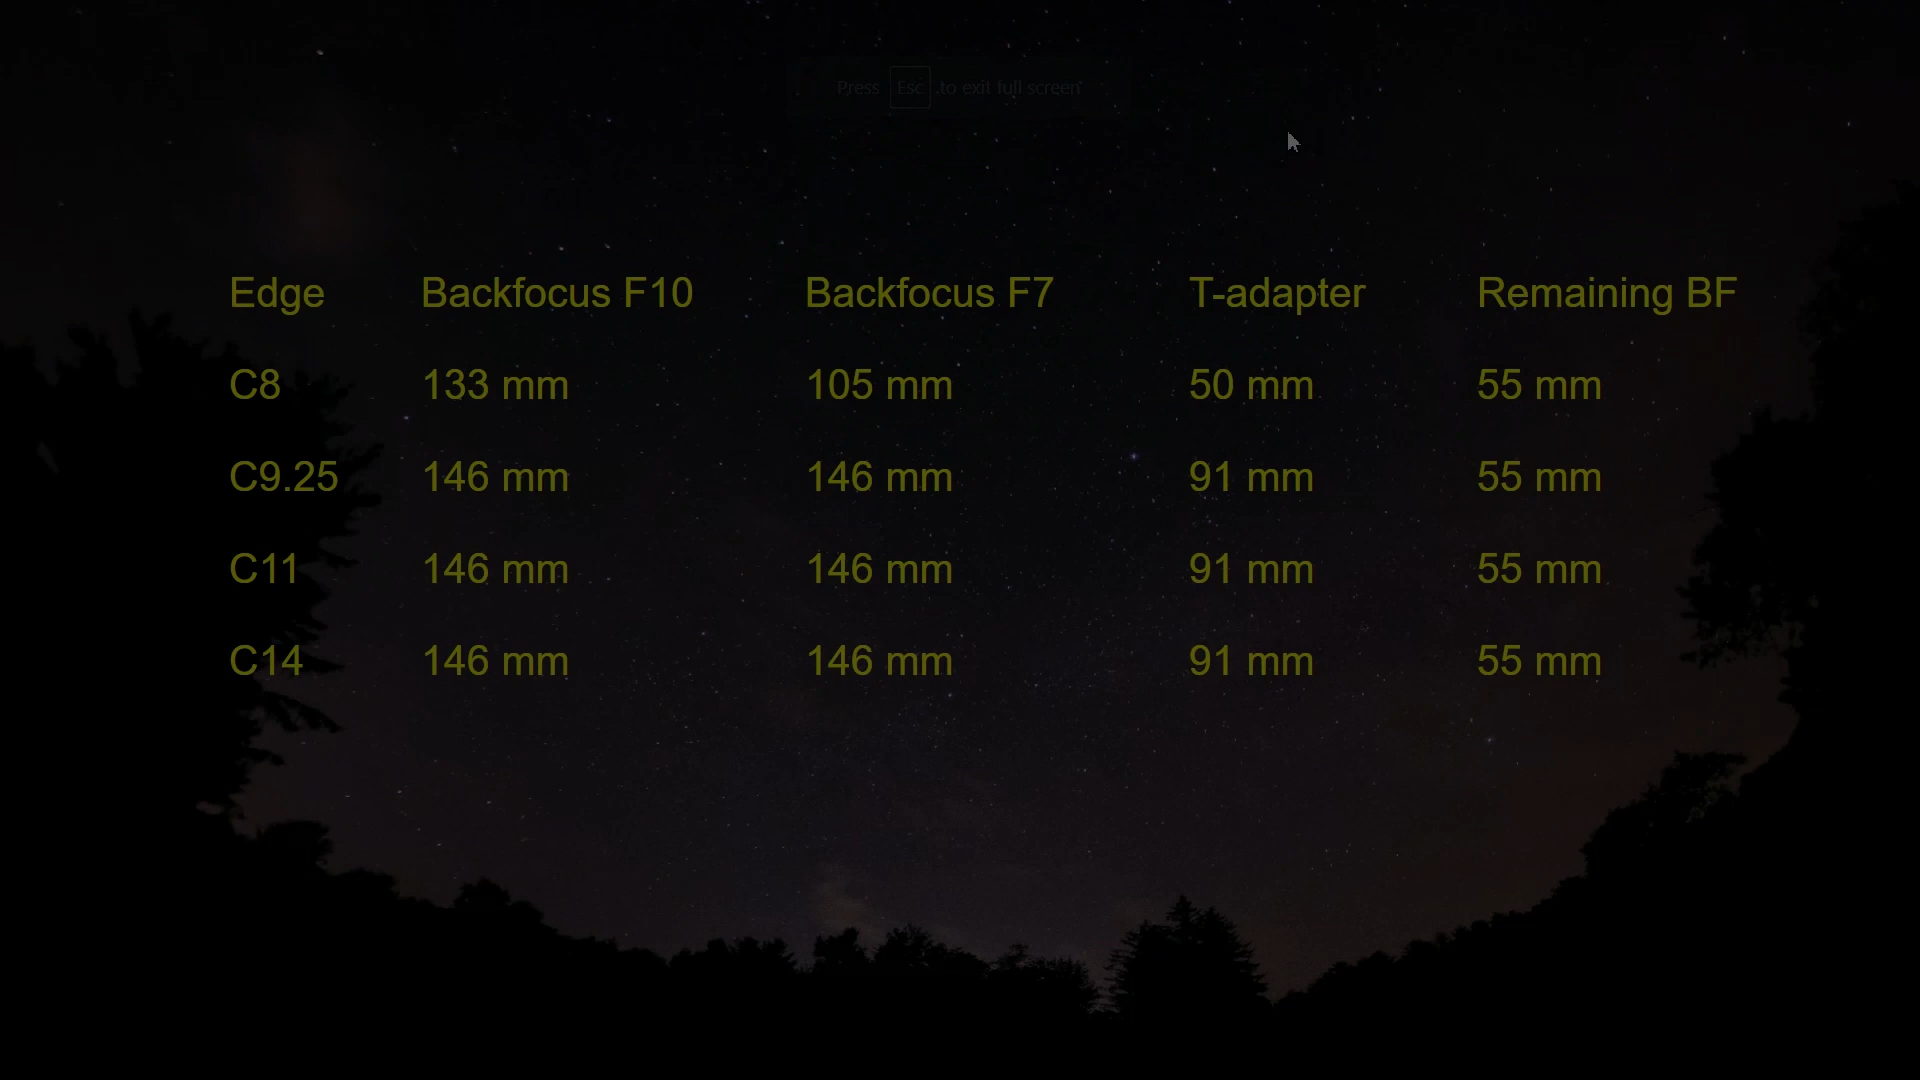 Press Esc to exit full screen
Edge Backfocus F10 Backfocus F7 T-adapter Remaining BF
C8 133 mm 105 mm 50 mm 55 mm
C9.25 146 mm 146 mm 91 mm 55 mm
C11 146 mm 146 mm 91 mm 55 mm
C14 146 mm 146 mm 91 mm 55 mm